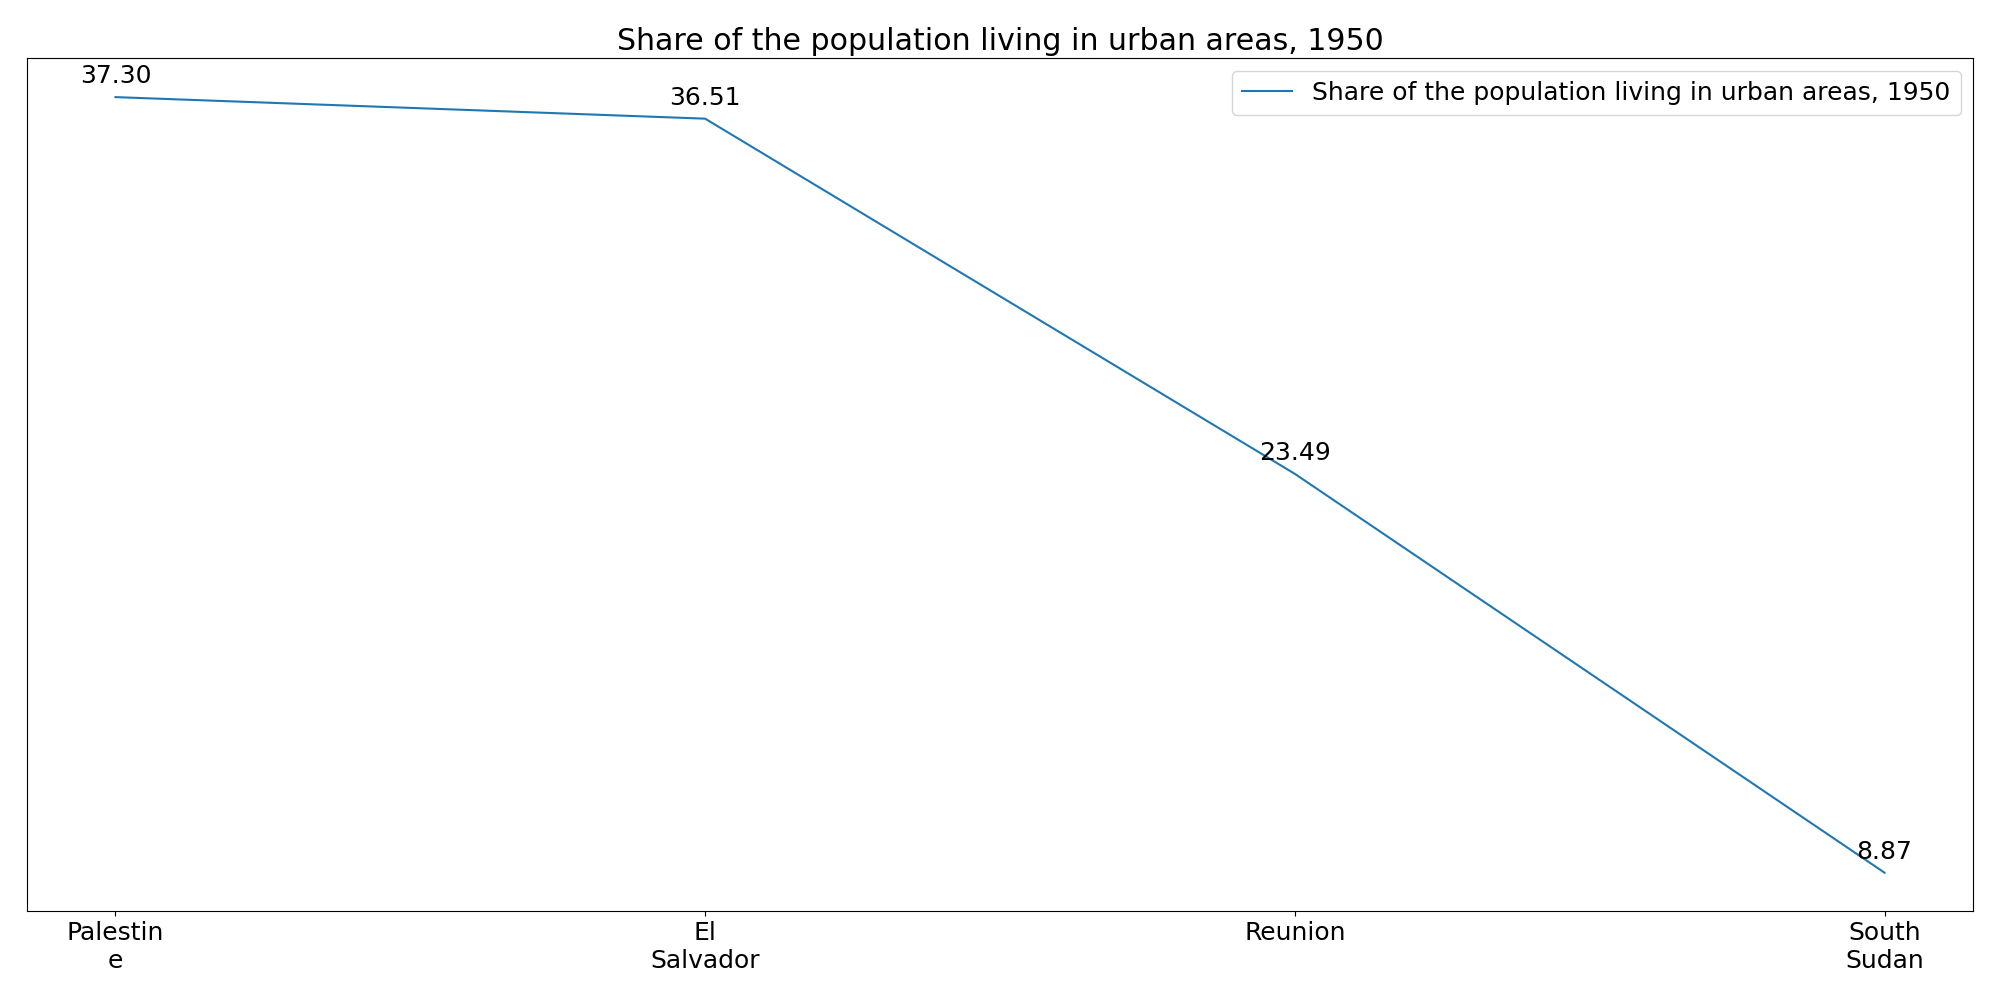 Share of the population living in urban areas, 1950
37.30
36.51
Share of the population living in urban areas, 1950
23.49
8.87
Palestin
e
El
Salvador
Reunion
South
Sudan